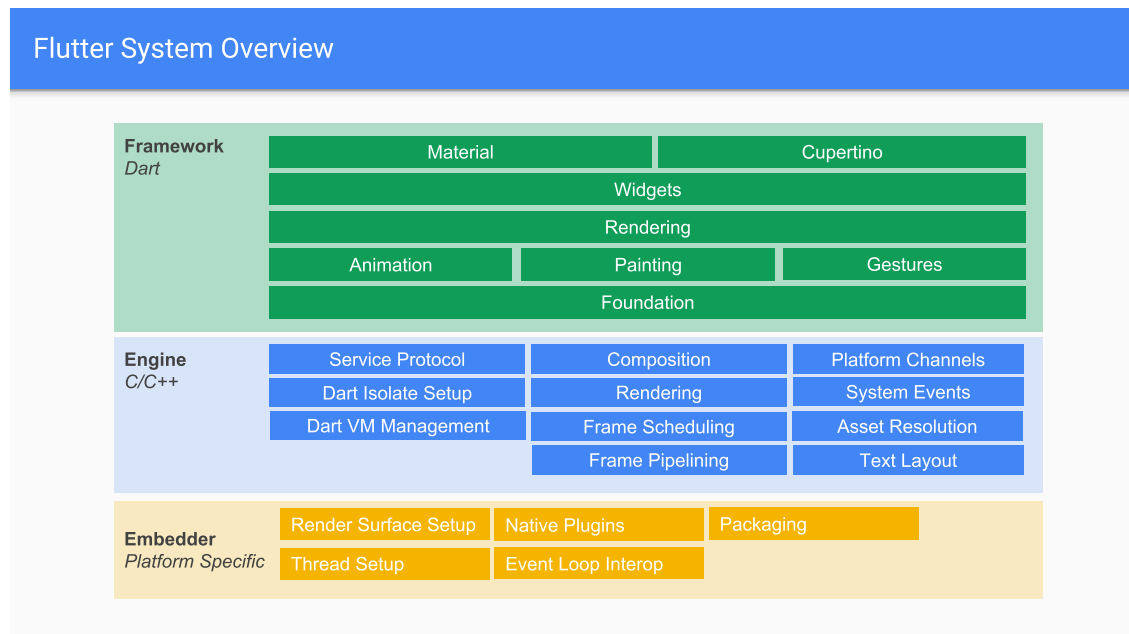 Flutter System Overview
Framework
Dart
Material
Cupertino
Widgets
Rendering
Animation
Painting
Gestures
Foundation
Engine
C/C++
Service Protocol
Composition
Platform Channels
Dart Isolate Setup
Rendering
System Events
Dart VM Management
Frame Scheduling
Asset Resolution
Frame Pipelining
Text Layout
Embedder
Platform Specific
Render Surface Setup
Native Plugins
Packaging
Thread Setup
Event Loop Interop